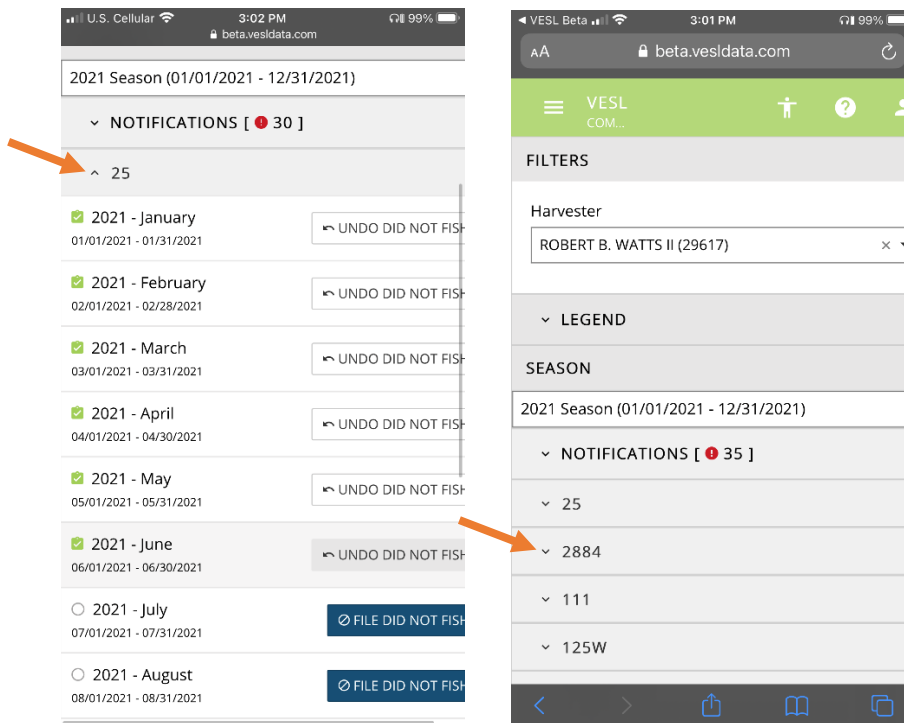 U.S. Cellular 3:02 PM 99%
beta.vesldata.com
2021 Season (01/01/2021 - 12/31/2021)
NOTIFICATIONS [ 30 ]
25
2021 - January
01/01/2021 - 01/31/2021
UNDO DID NOT FISH
2021 - February
02/01/2021 - 02/28/2021
UNDO DID NOT FISH
2021 - March
03/01/2021 - 03/31/2021
UNDO DID NOT FISH
2021 - April
04/01/2021 - 04/30/2021
UNDO DID NOT FISH
2021 - May
05/01/2021 - 05/31/2021
UNDO DID NOT FISH
2021 - June
06/01/2021 - 06/30/2021
UNDO DID NOT FISH
2021 - July
07/01/2021 - 07/31/2021
FILE DID NOT FISH
2021 - August
08/01/2021 - 08/31/2021
FILE DID NOT FISH
VESL Beta 3:01 PM 99%
AA beta.vesldata.com
VESL
COM...
FILTERS
Harvester
ROBERT B. WATTS II (29617)
LEGEND
SEASON
2021 Season (01/01/2021 - 12/31/2021)
NOTIFICATIONS [ 35 ]
25
2884
111
125W